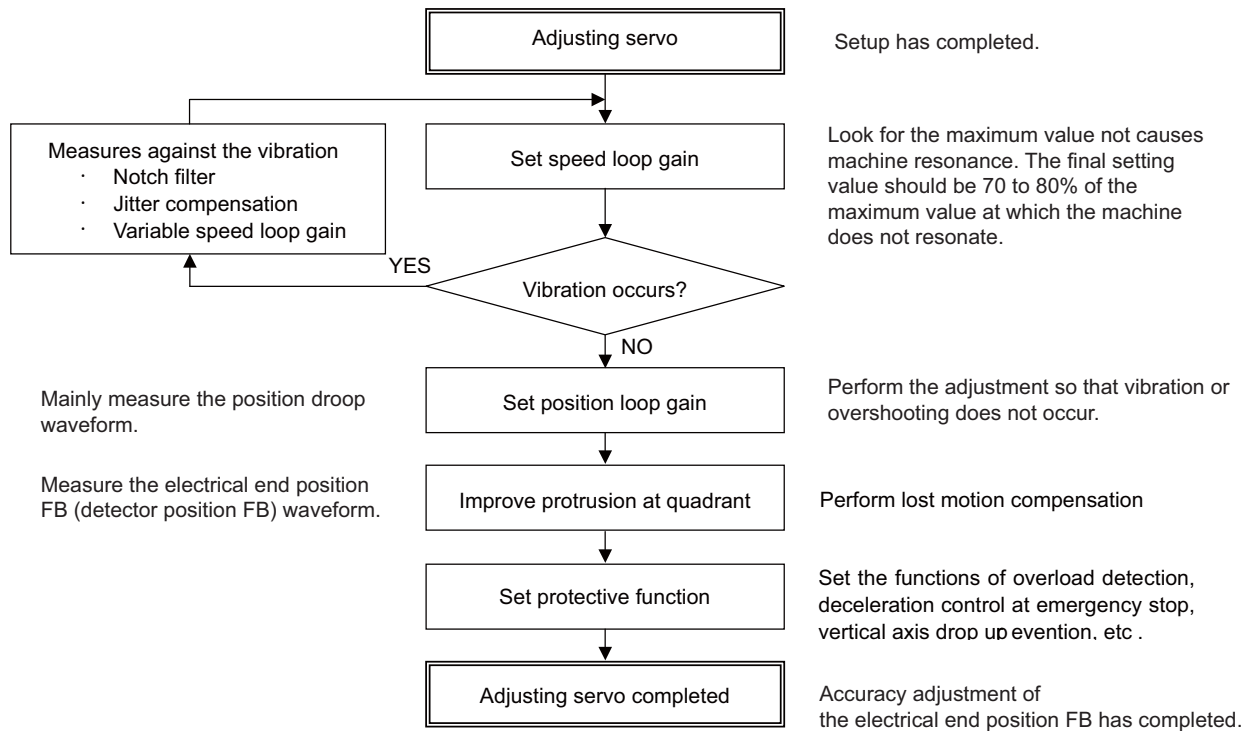 Adjusting servo
Setup has completed.
Measures against the vibration
· Notch filter
· Jitter compensation
· Variable speed loop gain
Set speed loop gain
Look for the maximum value not causes
machine resonance. The final setting
value should be 70 to 80% of the
maximum value at which the machine
does not resonate.
YES
Vibration occurs?
NO
Mainly measure the position droop
waveform.
Set position loop gain
Perform the adjustment so that vibration or
overshooting does not occur.
Measure the electrical end position
FB (detector position FB) waveform.
Improve protrusion at quadrant
Perform lost motion compensation
Set protective function
Set the functions of overload detection,
deceleration control at emergency stop,
vertical axis drop up evention, etc .
Adjusting servo completed
Accuracy adjustment of
the electrical end position FB has completed.